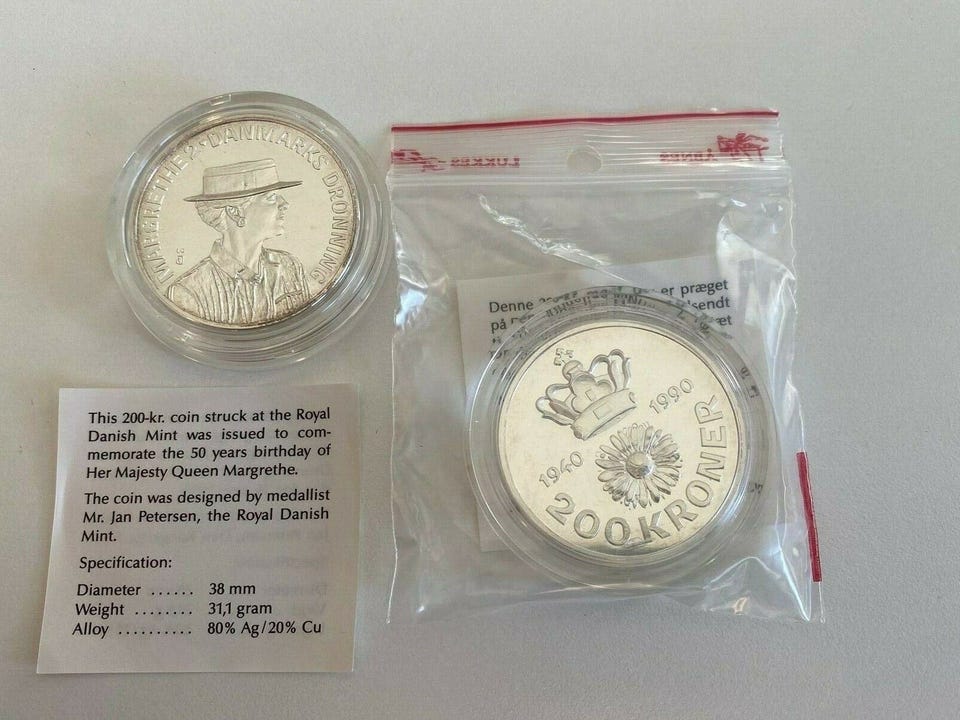 MARGRETHE 2·DANMARKS DRONNING
LUKKES
ÅBNES
Denne
er præget
på
udsendt
1940
1990
200 KRONER
This 200-kr. coin struck at the Royal
Danish Mint was issued to com-
memorate the 50 years birthday of
Her Majesty Queen Margrethe.
The coin was designed by medallist
Mr. Jan Petersen, the Royal Danish
Mint.
Specification:
Diameter ...... 38 mm
Weight ........ 31,1 gram
Alloy .......... 80% Ag/20% Cu